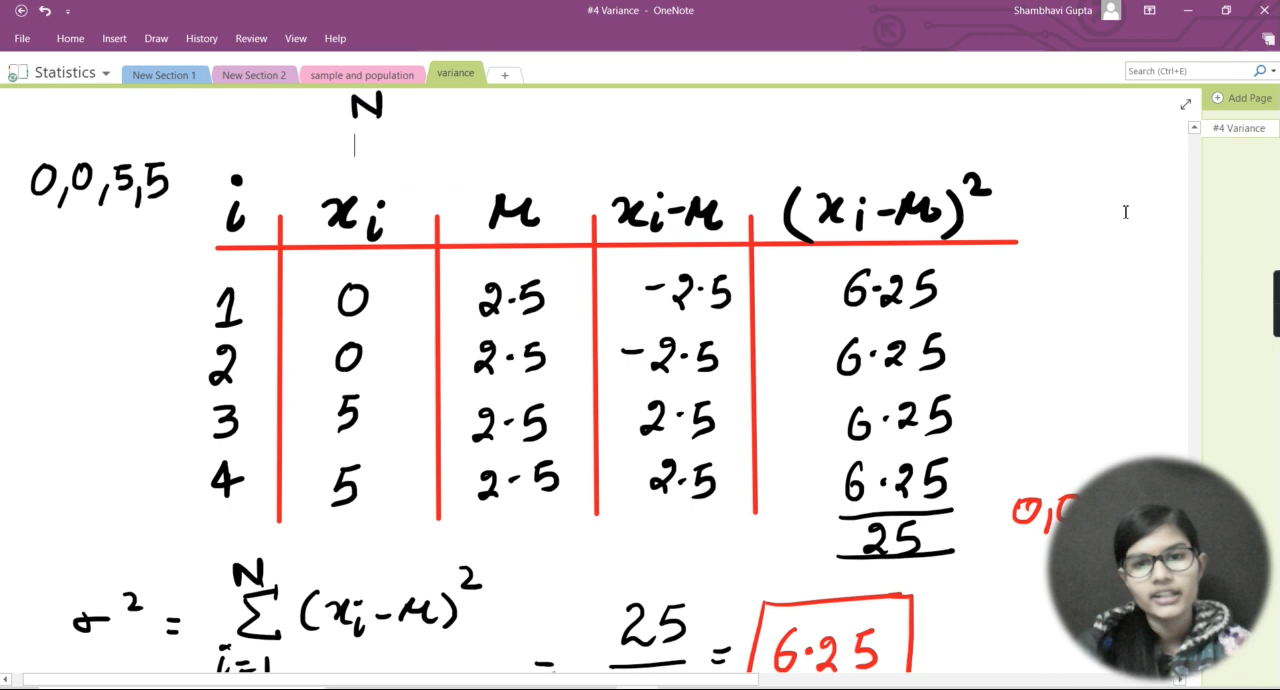 #4 Variance - OneNote
Shambhavi Gupta
File Home Insert Draw History Review View Help
Statistics New Section 1 New Section 2 sample and population variance +
Search (Ctrl+E)
Add Page
#4 Variance
N
0,0,5,5
i xi μ xi-μ (xi-μ)²
1 0 2.5 -2.5 6.25
2 0 2.5 -2.5 6.25
3 5 2.5 2.5 6.25
4 5 2.5 2.5 6.25
25
0,0
σ² = N Σ i=1 (xi-μ)² = 25 = 6.25